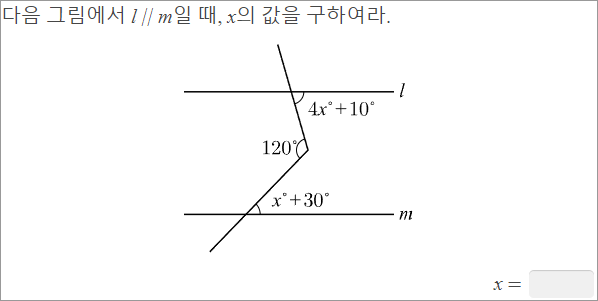 다음 그림에서 l // m일 때, x의 값을 구하여라.
l
4x°+10°
120°
x°+30°
m
x =